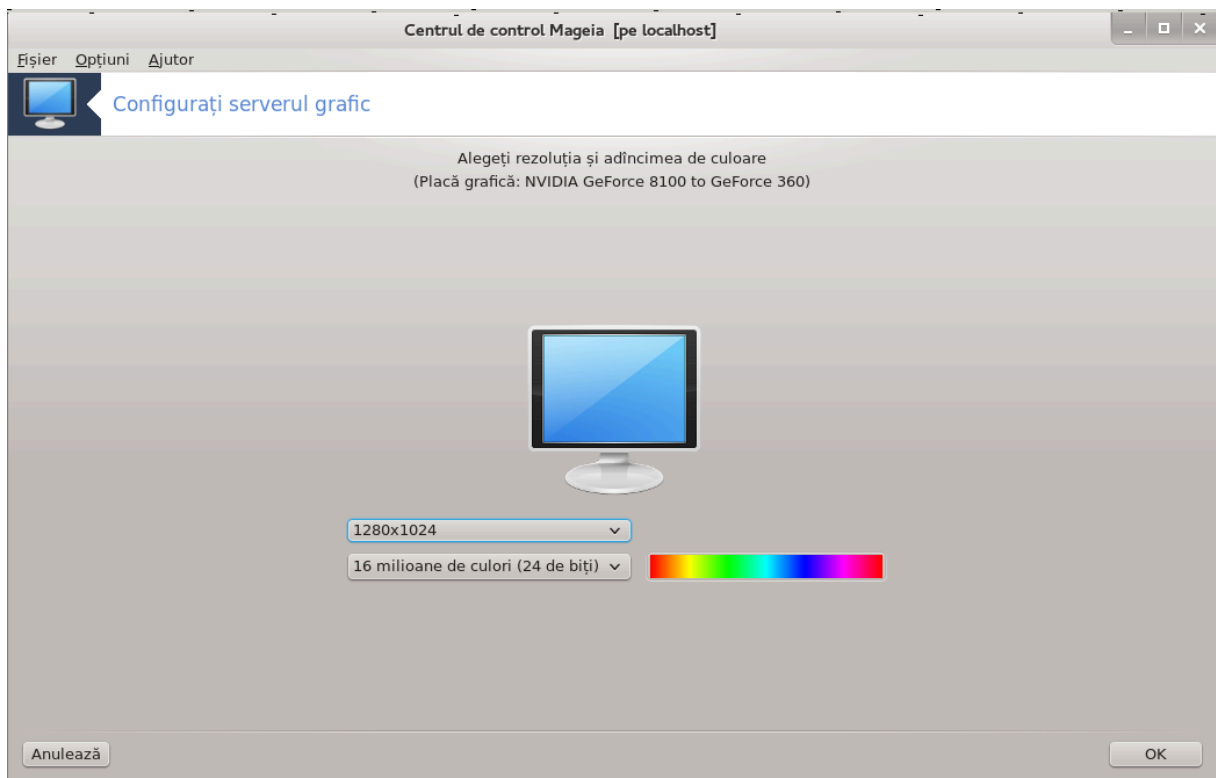 Centrul de control Mageia [pe localhost]
Fișier Opțiuni Ajutor
Configurați serverul grafic
Alegeți rezoluția și adîncimea de culoare
(Placă grafică: NVIDIA GeForce 8100 to GeForce 360)
1280x1024
16 milioane de culori (24 de biți)
Anulează OK